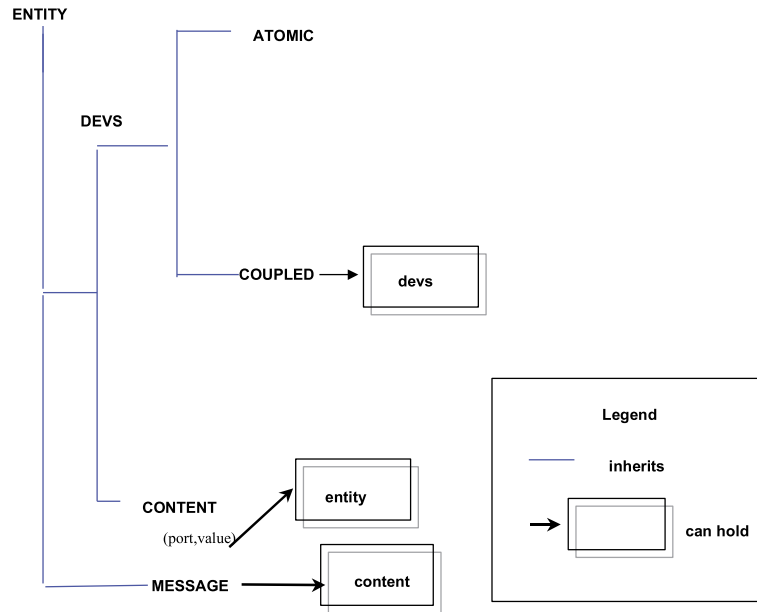 ENTITY
ATOMIC
DEVS
COUPLED
devs
Legend
inherits
can hold
entity
CONTENT
(port,value)
MESSAGE
content